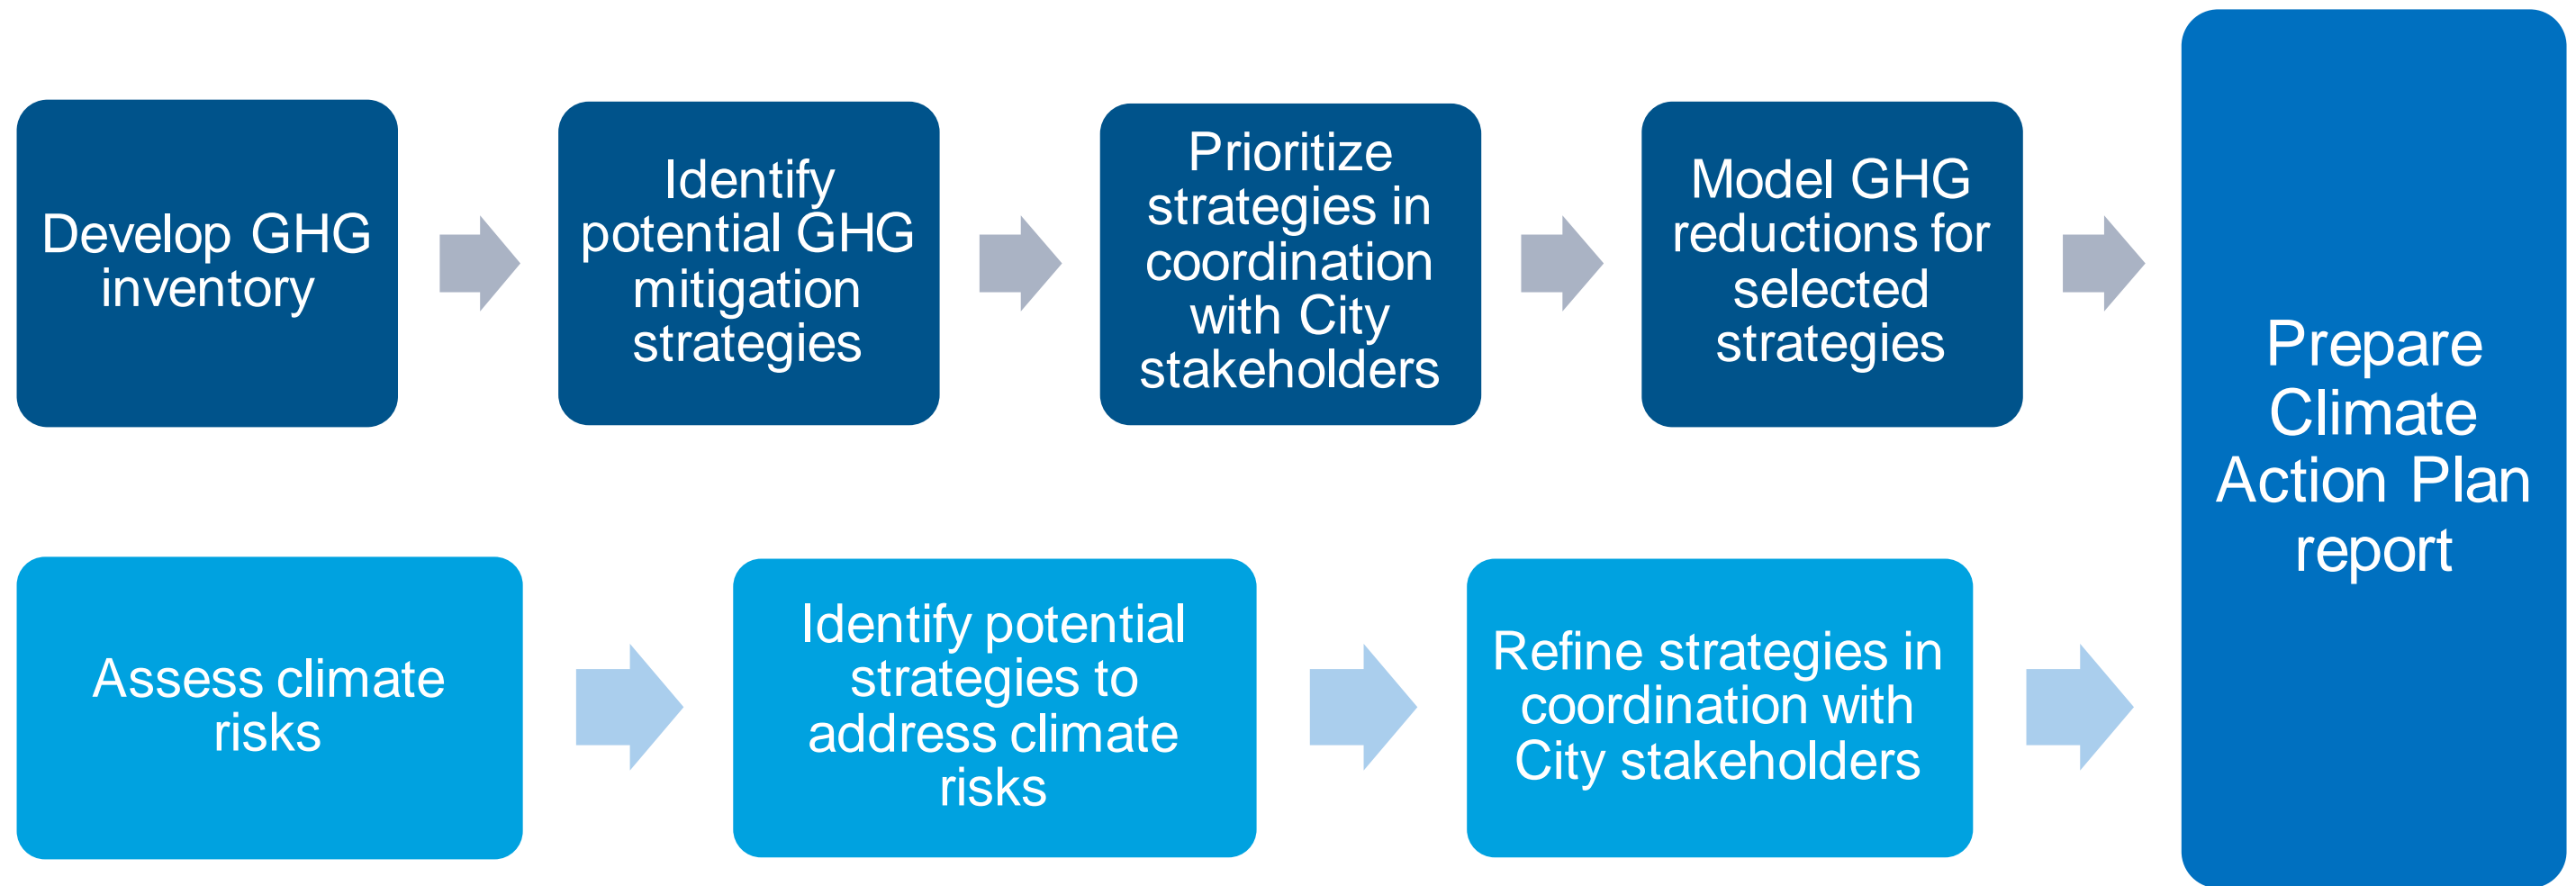 Develop GHG
inventory
Identify
potential GHG
mitigation
strategies
Prioritize
strategies in
coordination
with City
stakeholders
Model GHG
reductions for
selected
strategies
Assess climate
risks
Identify potential
strategies to
address climate
risks
Refine strategies in
coordination with
City stakeholders
Prepare
Climate
Action Plan
report